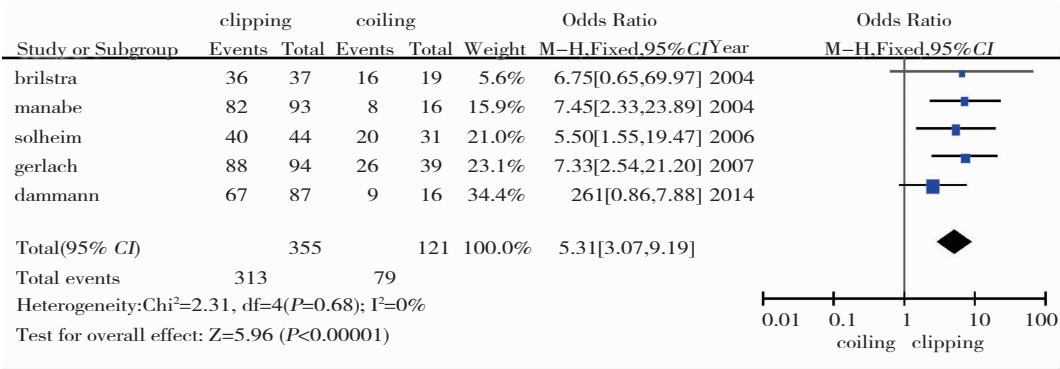 clipping coiling Odds Ratio Odds Ratio
Study or Subgroup Events Total Events Total Weight M-H,Fixed,95%CI Year M-H,Fixed,95%CI
brilstra 36 37 16 19 5.6% 6.75[0.65,69.97] 2004
manabe 82 93 8 16 15.9% 7.45[2.33,23.89] 2004
solheim 40 44 20 31 21.0% 5.50[1.55,19.47] 2006
gerlach 88 94 26 39 23.1% 7.33[2.54,21.20] 2007
dammann 67 87 9 16 34.4% 261[0.86,7.88] 2014
Total(95% CI) 355 121 100.0% 5.31[3.07,9.19]
Total events 313 79
Heterogeneity:Chi²=2.31, df=4(P=0.68); I²=0%
Test for overall effect: Z=5.96 (P<0.00001)
0.01 0.1 1 10 100
coiling clipping